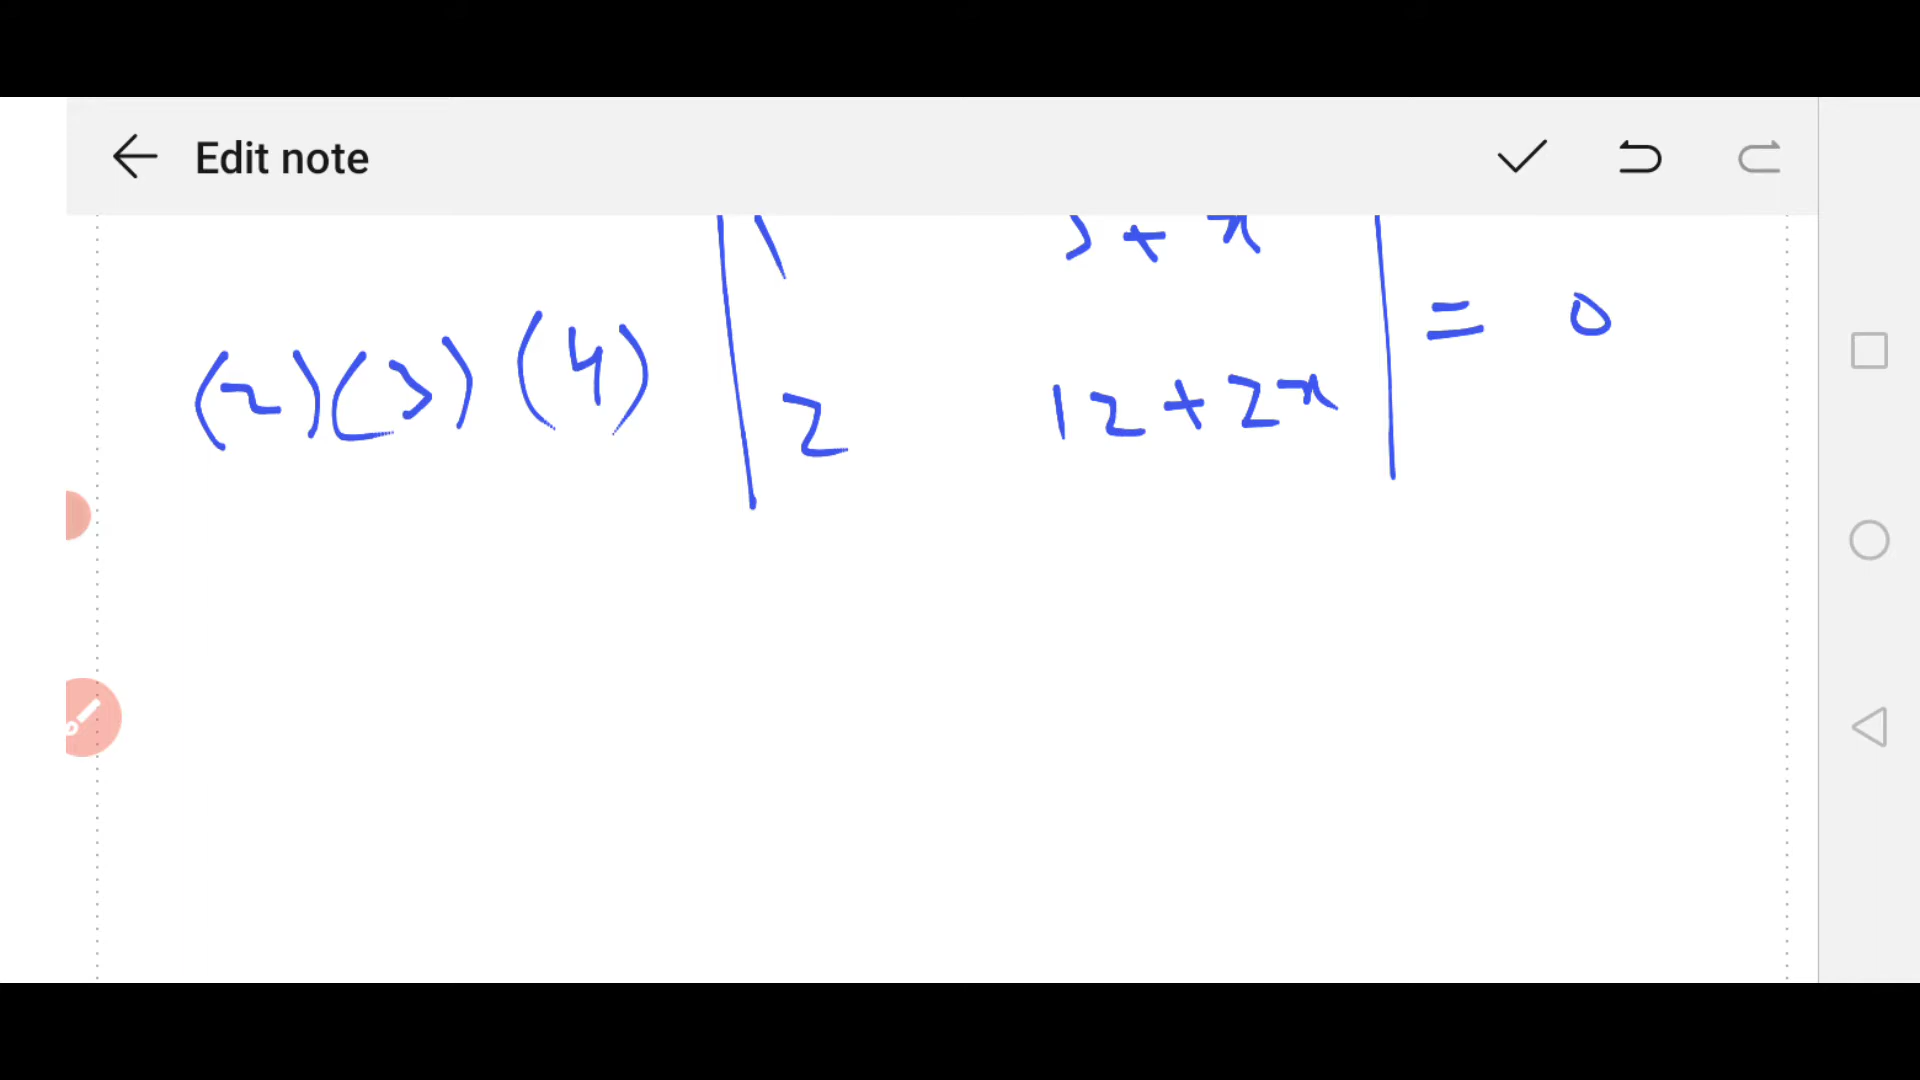 Edit note
+ x
(2)(3)(4) = 0
2 12+2x